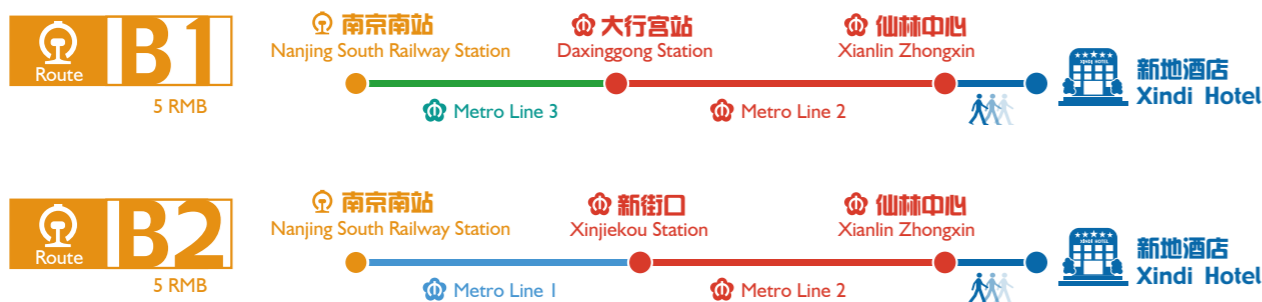 Route B1
5 RMB
南京南站
Nanjing South Railway Station
大行宫站
Daxinggong Station
仙林中心
Xianlin Zhongxin
Metro Line 3
Metro Line 2
新地酒店
Xindi Hotel
Route B2
5 RMB
南京南站
Nanjing South Railway Station
新街口
Xinjiekou Station
仙林中心
Xianlin Zhongxin
Metro Line 1
Metro Line 2
新地酒店
Xindi Hotel